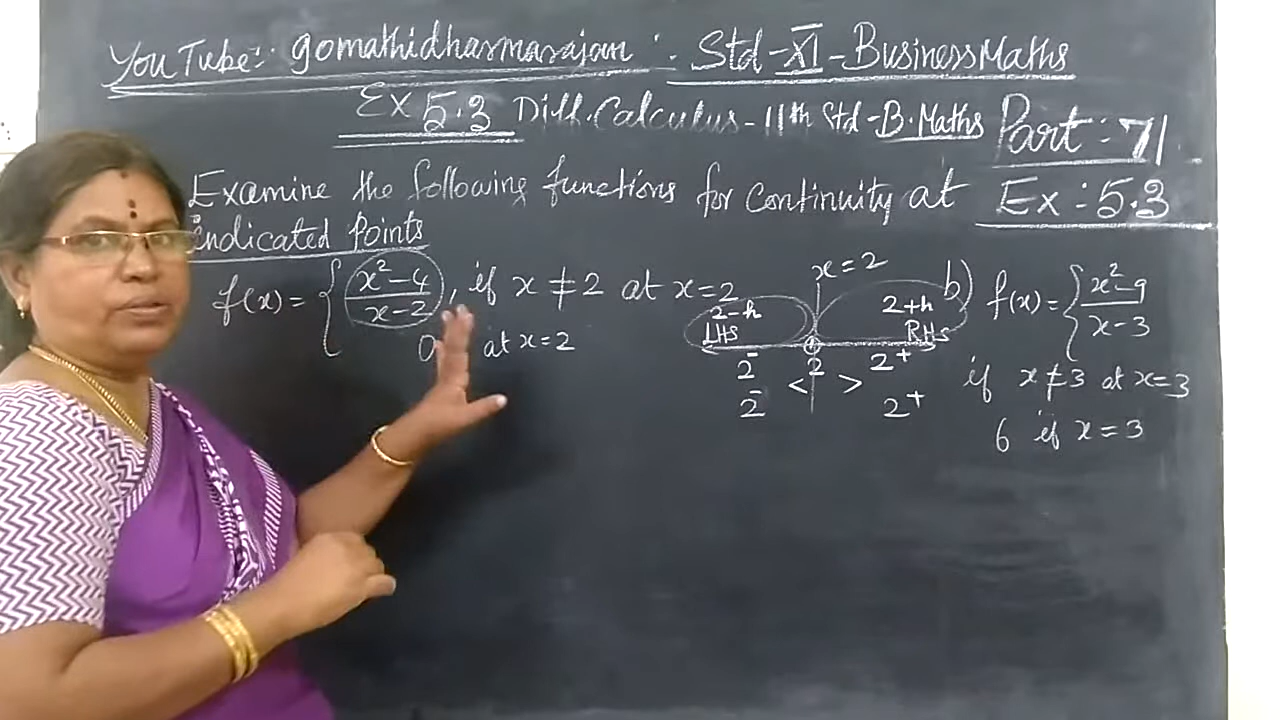 YouTube: gomathidharmarajan : Std-XI-Business Maths
Ex 5.3 Diff. Calculus - 11th Std - B. Maths Part: 71
Examine the following functions for Continuity at Ex: 5.3
indicated Points
f(x) = { x²-4 / x-2 , if x ≠ 2 at x=2
0 at x=2
x=2
2-h 2+h
LHS RHS
2⁻ 2 2⁺
2⁻ < > 2⁺
b) f(x) = { x²-9 / x-3
if x ≠ 3 at x=3
6 if x = 3